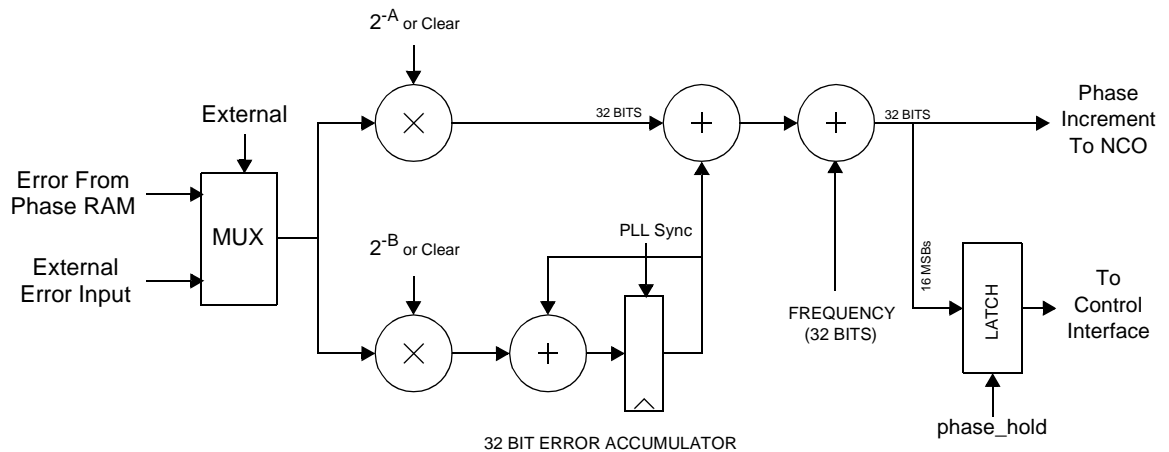 2-A or Clear
External
Error From
Phase RAM
External
Error Input
MUX
×
32 BITS
+
+
32 BITS
Phase
Increment
To NCO
2-B or Clear
×
+
PLL Sync
FREQUENCY
(32 BITS)
16 MSBs
LATCH
To
Control
Interface
phase_hold
32 BIT ERROR ACCUMULATOR